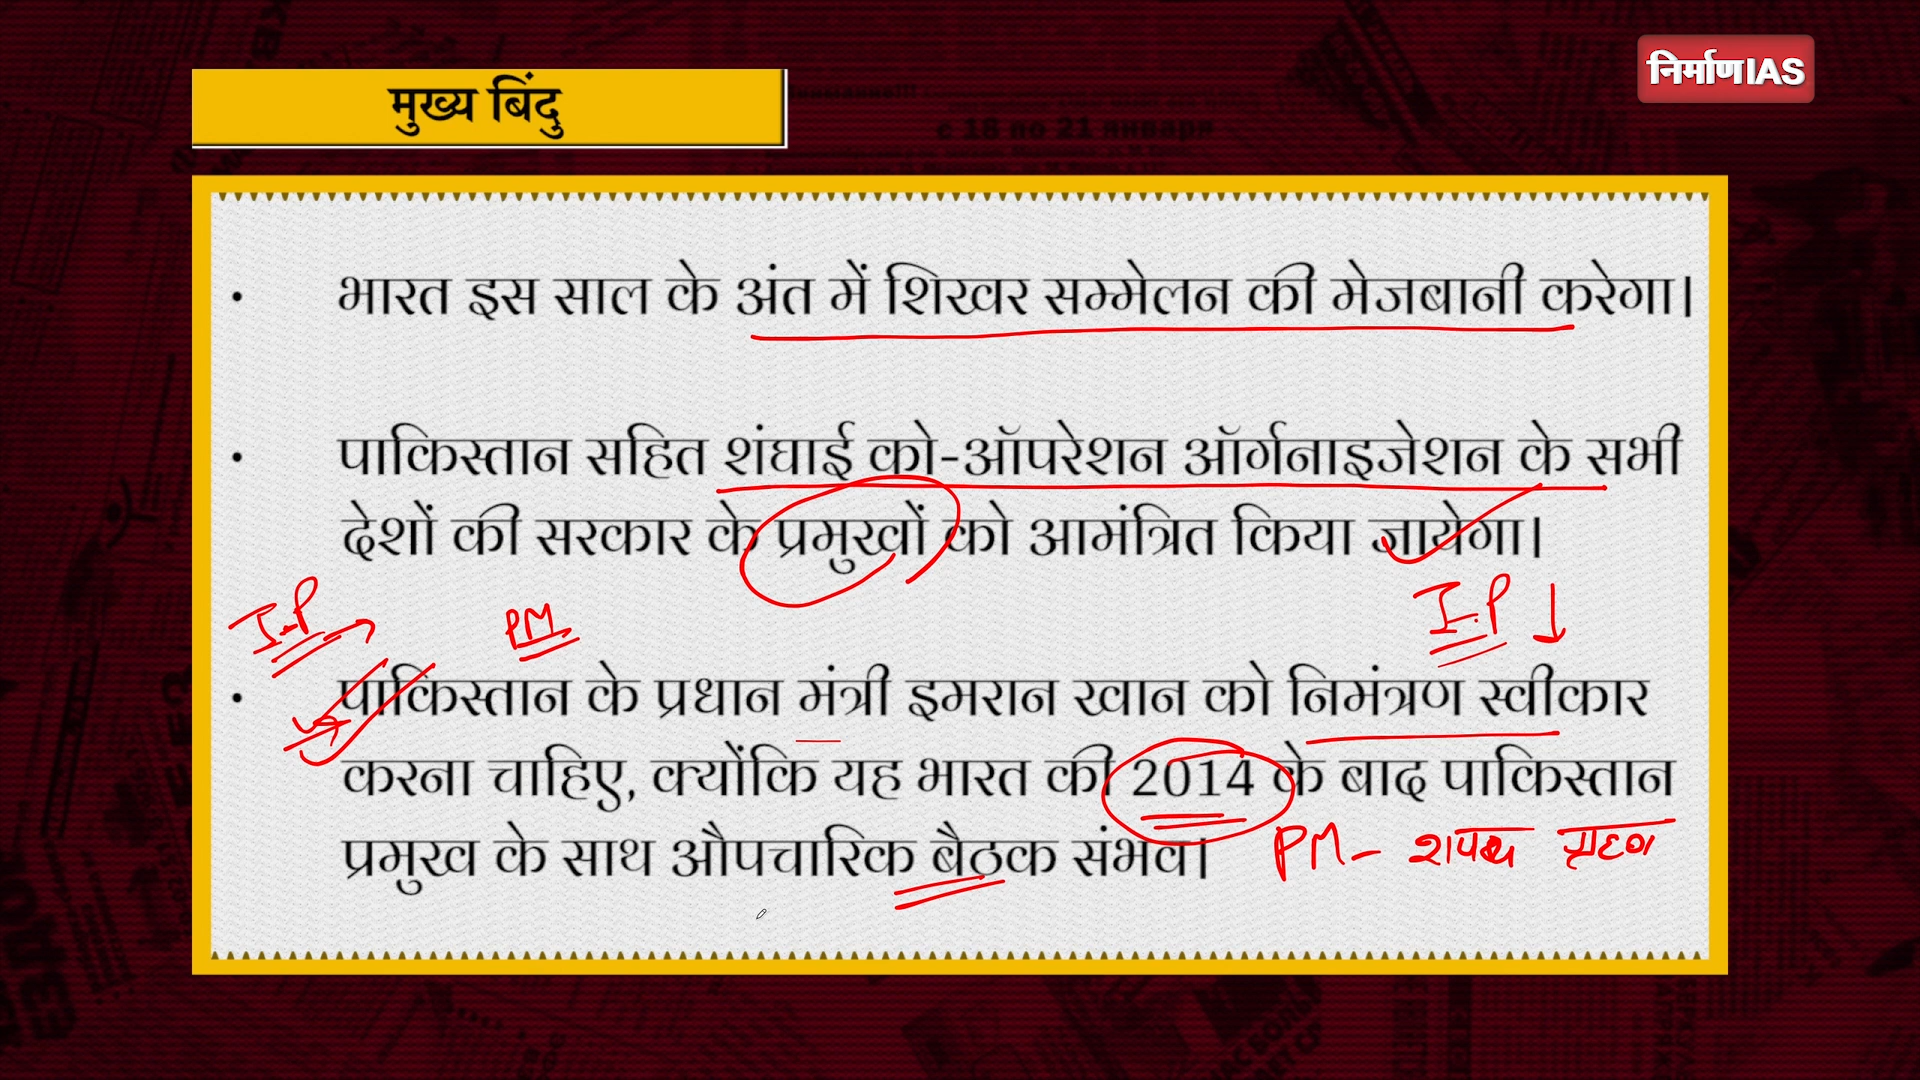 निर्माण IAS
मुख्य बिंदु
• भारत इस साल के अंत में शिखर सम्मेलन की मेजबानी करेगा।
• पाकिस्तान सहित शंघाई को-ऑपरेशन ऑर्गनाइजेशन के सभी
देशों की सरकार के प्रमुखों को आमंत्रित किया जायेगा।
I-P
PM
I.P ↓
• पाकिस्तान के प्रधान मंत्री इमरान खान को निमंत्रण स्वीकार
करना चाहिए, क्योंकि यह भारत की 2014 के बाद पाकिस्तान
प्रमुख के साथ औपचारिक बैठक संभव।
PM - शपथ ग्रहण